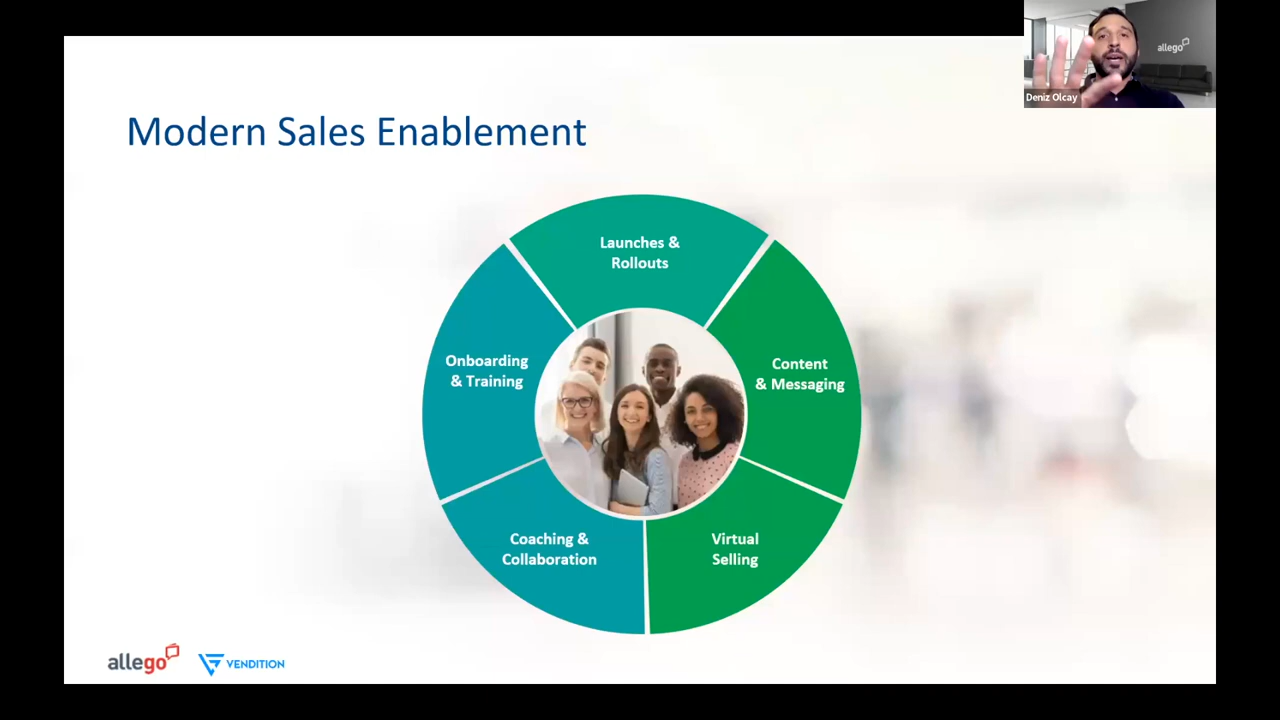 allego
Deniz Olcay
Modern Sales Enablement
Launches &
Rollouts
Onboarding
& Training
Content
& Messaging
Coaching &
Collaboration
Virtual
Selling
allego
VENDITION